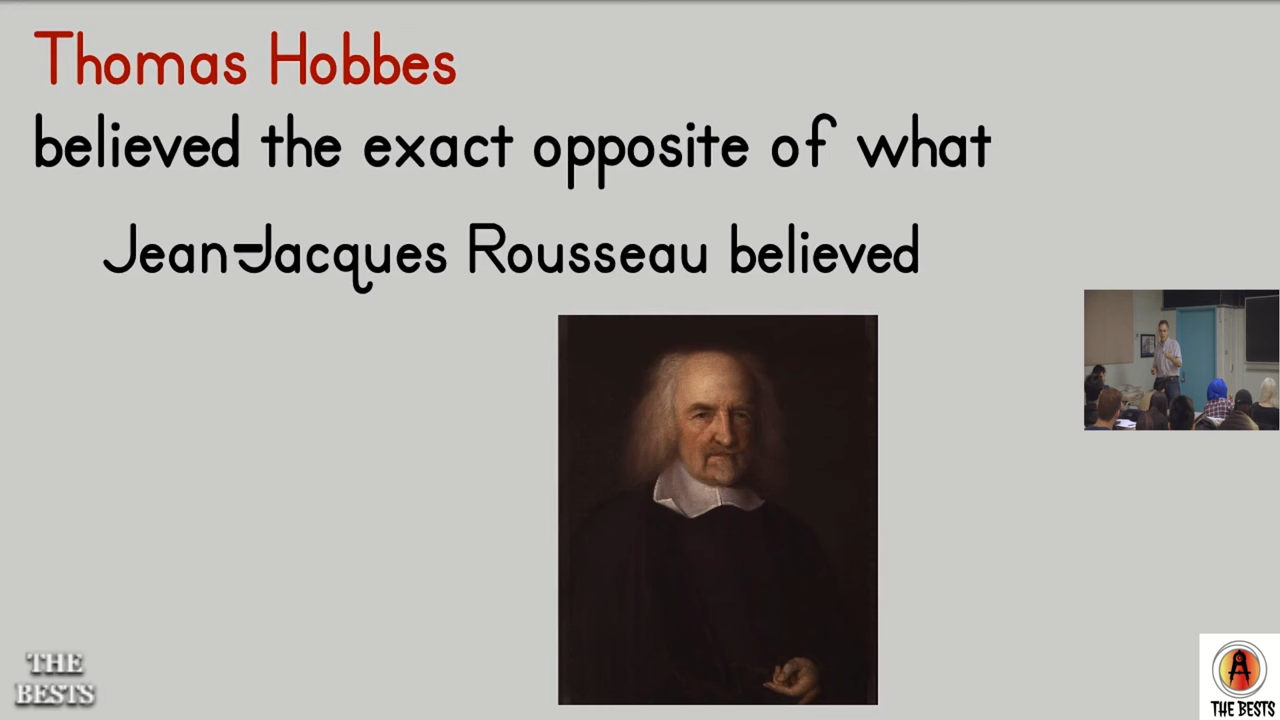 Thomas Hobbes
believed the exact opposite of what
Jean-Jacques Rousseau believed
THE
BESTS
A
THE BESTS